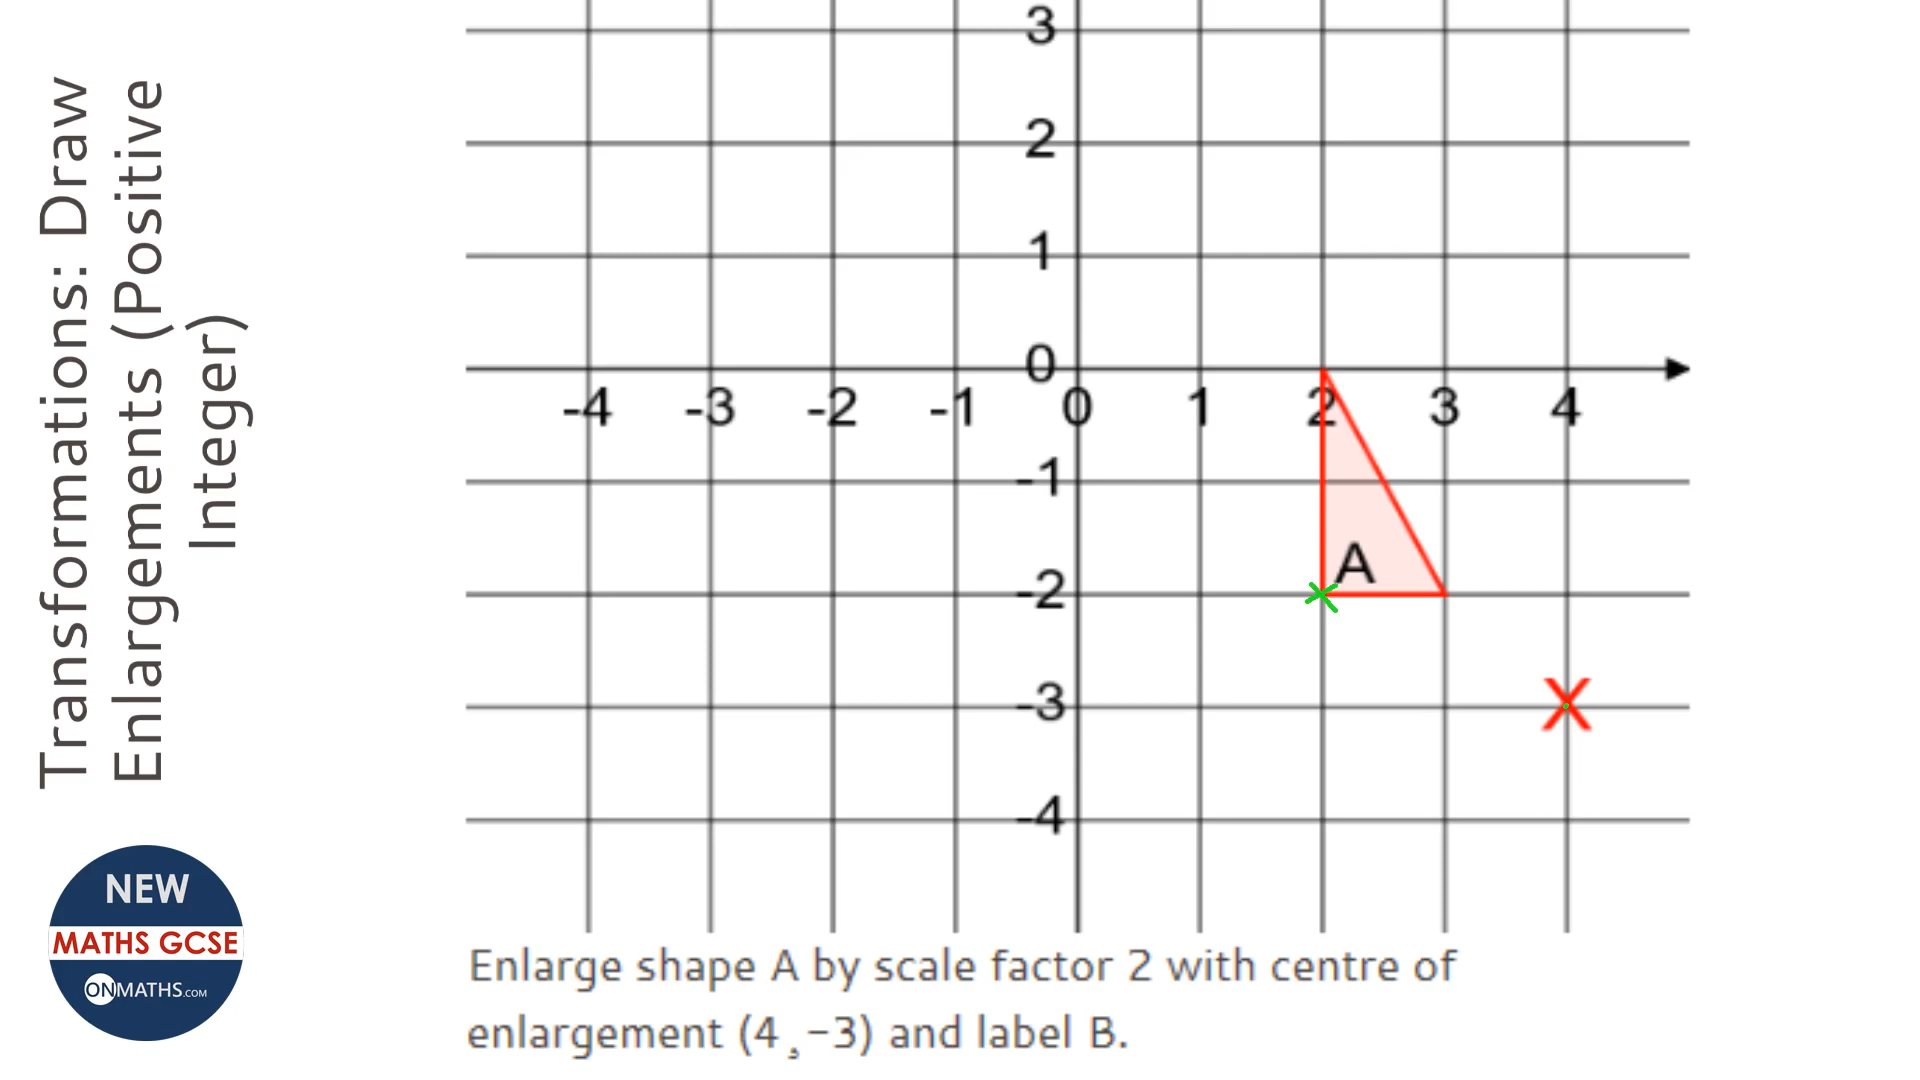 Transformations: Draw
Enlargements (Positive
Integer)
NEW
MATHS GCSE
ONMATHS.COM
3
2
1
0
-4 -3 -2 -1 0 1 2 3 4
-1
A
-2
-3
X
-4
Enlarge shape A by scale factor 2 with centre of
enlargement (4 ,-3) and label B.